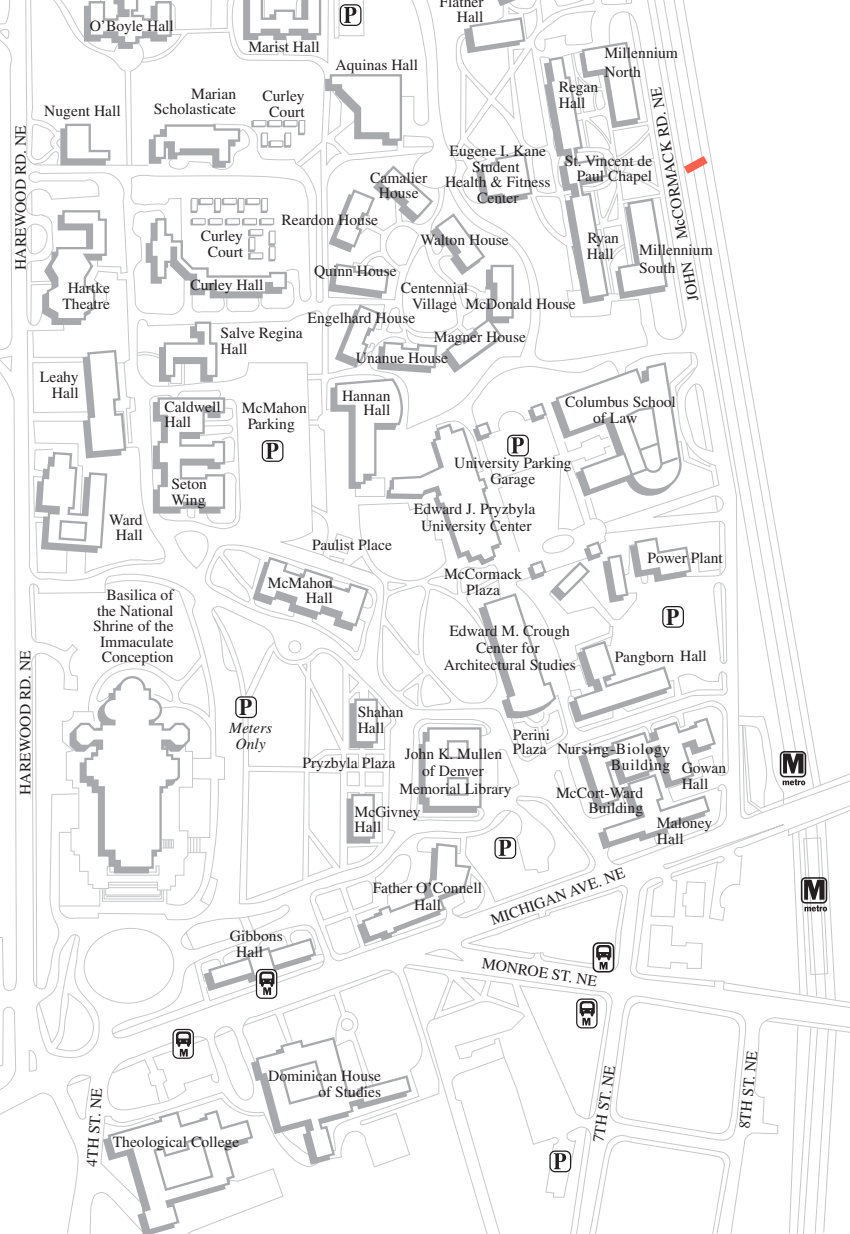 O’Boyle Hall
Marist Hall
P
Flather
Hall
Aquinas Hall
Millennium
North
Regan
Hall
Nugent Hall
Marian
Scholasticate
Curley
Court
HAREWOOD RD. NE
JOHN McCORMACK RD. NE
Eugene I. Kane
Student
Health & Fitness
Center
St. Vincent de
Paul Chapel
Camalier
House
Reardon House
Walton House
Curley
Court
Ryan
Hall
Millennium
South
Hartke
Theatre
Curley Hall
Quinn House
Centennial
Village
McDonald House
Engelhard House
Magner House
Unanue House
Salve Regina
Hall
Leahy
Hall
Caldwell
Hall
McMahon
Parking
P
Hannan
Hall
Columbus School
of Law
P
University Parking
Garage
Seton
Wing
Edward J. Pryzbyla
University Center
Ward
Hall
Paulist Place
McMahon
Hall
McCormack
Plaza
Power Plant
P
Basilica of
the National
Shrine of the
Immaculate
Conception
Edward M. Crough
Center for
Architectural Studies
Pangborn Hall
HAREWOOD RD. NE
P
Meters
Only
Shahan
Hall
Perini
Plaza
Pryzbyla Plaza
John K. Mullen
of Denver
Memorial Library
Nursing-Biology
Building
Gowan
Hall
M
metro
McGivney
Hall
McCort-Ward
Building
Maloney
Hall
P
Father O’Connell
Hall
MICHIGAN AVE. NE
M
metro
Gibbons
Hall
M
MONROE ST. NE
M
M
M
Dominican House
of Studies
4TH ST. NE
Theological College
7TH ST. NE
8TH ST. NE
P